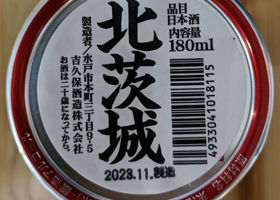 品目
日本酒
内容量
180ml
北茨城
製造者／水戸市本町三丁目9-5
吉久保酒造株式会社
お酒は二十歳になってから。
4933041018115
2023.11.製造